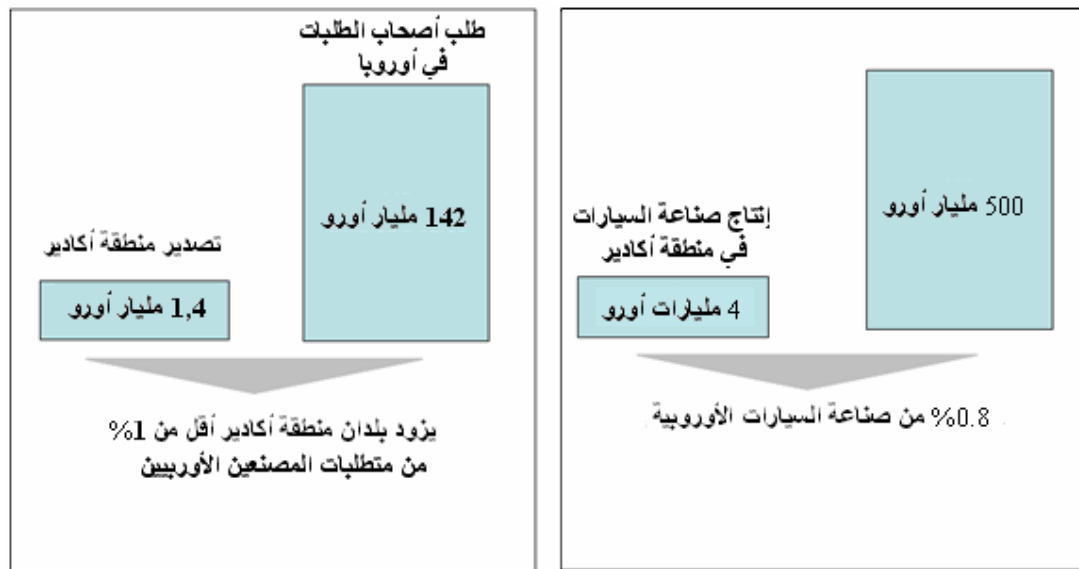 500 مليار أورو
إنتاج صناعة السيارات
في منطقة أكادير
4 مليارات أورو
%0.8 من صناعة السيارات الأوروبية
طلب أصحاب الطلبات
في أوروبا
142 مليار أورو
تصدير منطقة أكادير
1,4 مليار أورو
يزود بلدان منطقة أكادير أقل من 1%
من متطلبات المصنعين الأوربيين